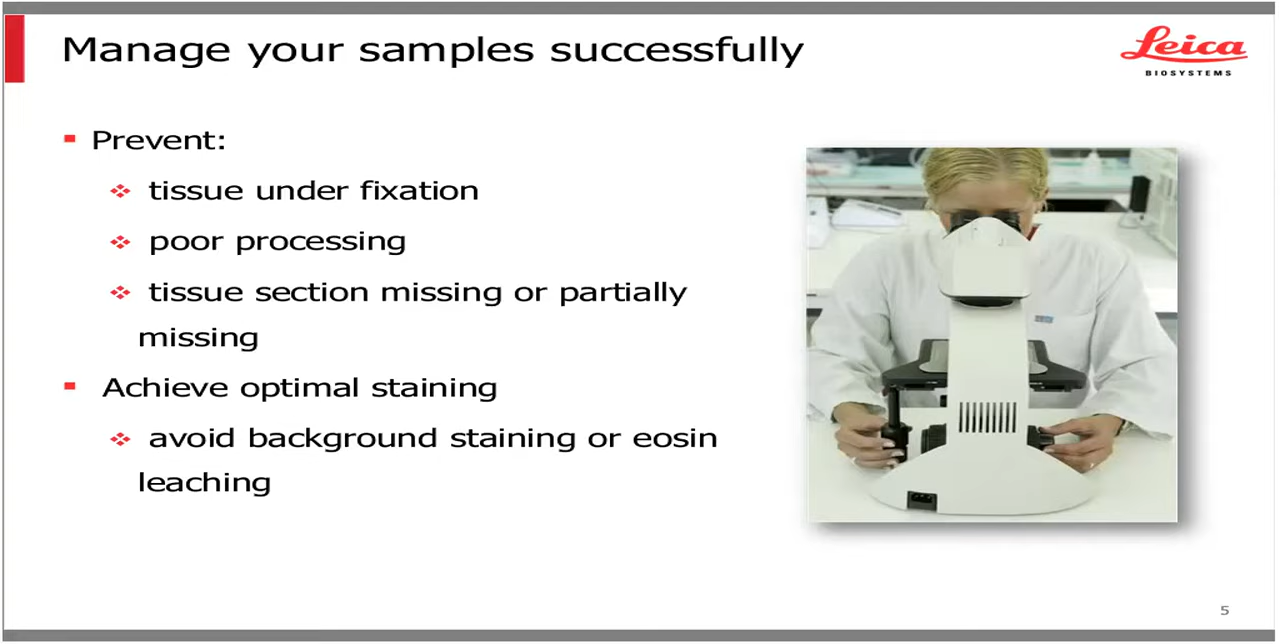 Manage your samples successfully
Leica
BIOSYSTEMS
Prevent:
tissue under fixation
poor processing
tissue section missing or partially
missing
Achieve optimal staining
avoid background staining or eosin
leaching
5